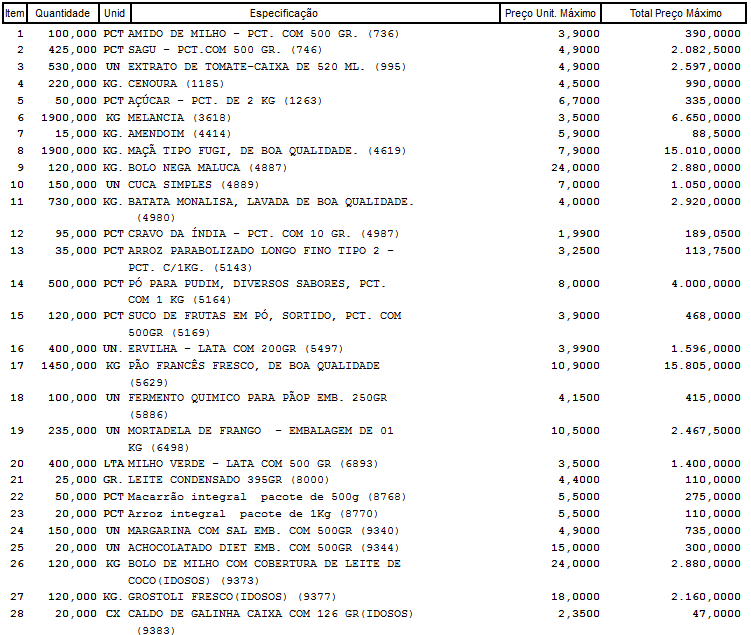 Item Quantidade Unid Especificação Preço Unit. Máximo Total Preço Máximo
1 100,000 PCT AMIDO DE MILHO - PCT. COM 500 GR. (736) 3,9000 390,0000
2 425,000 PCT SAGU - PCT.COM 500 GR. (746) 4,9000 2.082,5000
3 530,000 UN EXTRATO DE TOMATE-CAIXA DE 520 ML. (995) 4,9000 2.597,0000
4 220,000 KG. CENOURA (1185) 4,5000 990,0000
5 50,000 PCT AÇÚCAR - PCT. DE 2 KG (1263) 6,7000 335,0000
6 1900,000 KG MELANCIA (3618) 3,5000 6.650,0000
7 15,000 KG. AMENDOIM (4414) 5,9000 88,5000
8 1900,000 KG. MAÇÃ TIPO FUGI, DE BOA QUALIDADE. (4619) 7,9000 15.010,0000
9 120,000 KG. BOLO NEGA MALUCA (4887) 24,0000 2.880,0000
10 150,000 UN CUCA SIMPLES (4889) 7,0000 1.050,0000
11 730,000 KG. BATATA MONALISA, LAVADA DE BOA QUALIDADE. 4,0000 2.920,0000
(4980)
12 95,000 PCT CRAVO DA ÍNDIA - PCT. COM 10 GR. (4987) 1,9900 189,0500
13 35,000 PCT ARROZ PARABOLIZADO LONGO FINO TIPO 2 - 3,2500 113,7500
PCT. C/1KG. (5143)
14 500,000 PCT PÓ PARA PUDIM, DIVERSOS SABORES, PCT. 8,0000 4.000,0000
COM 1 KG (5164)
15 120,000 PCT SUCO DE FRUTAS EM PÓ, SORTIDO, PCT. COM 3,9000 468,0000
500GR (5169)
16 400,000 UN. ERVILHA - LATA COM 200GR (5497) 3,9900 1.596,0000
17 1450,000 KG PÃO FRANCÊS FRESCO, DE BOA QUALIDADE 10,9000 15.805,0000
(5629)
18 100,000 UN FERMENTO QUIMICO PARA PÃOP EMB. 250GR 4,1500 415,0000
(5886)
19 235,000 UN MORTADELA DE FRANGO - EMBALAGEM DE 01 10,5000 2.467,5000
KG (6498)
20 400,000 LTA MILHO VERDE - LATA COM 500 GR (6893) 3,5000 1.400,0000
21 25,000 GR. LEITE CONDENSADO 395GR (8000) 4,4000 110,0000
22 50,000 PCT Macarrão integral pacote de 500g (8768) 5,5000 275,0000
23 20,000 PCT Arroz integral pacote de 1Kg (8770) 5,5000 110,0000
24 150,000 UN MARGARINA COM SAL EMB. COM 500GR (9340) 4,9000 735,0000
25 20,000 UN ACHOCOLATADO DIET EMB. COM 500GR (9344) 15,0000 300,0000
26 120,000 KG BOLO DE MILHO COM COBERTURA DE LEITE DE 24,0000 2.880,0000
COCO(IDOSOS) (9373)
27 120,000 KG. GROSTOLI FRESCO(IDOSOS) (9377) 18,0000 2.160,0000
28 20,000 CX CALDO DE GALINHA CAIXA COM 126 GR(IDOSOS) 2,3500 47,0000
(9383)